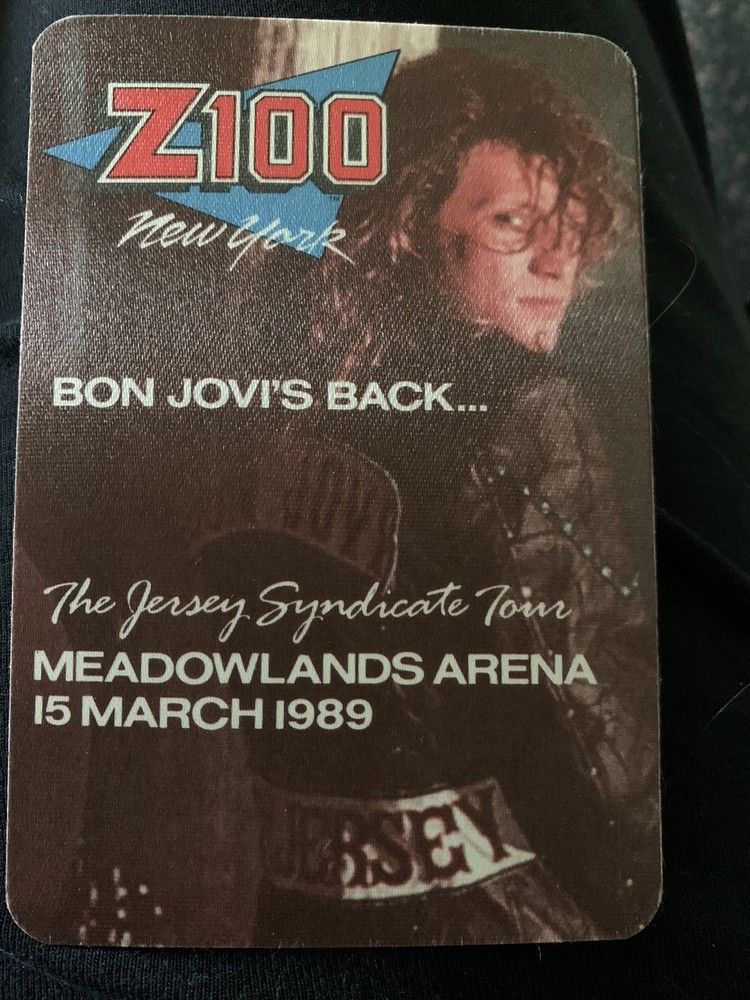 Z100
New York
BON JOVI'S BACK...
The Jersey Syndicate Tour
MEADOWLANDS ARENA
15 MARCH 1989
JERSEY